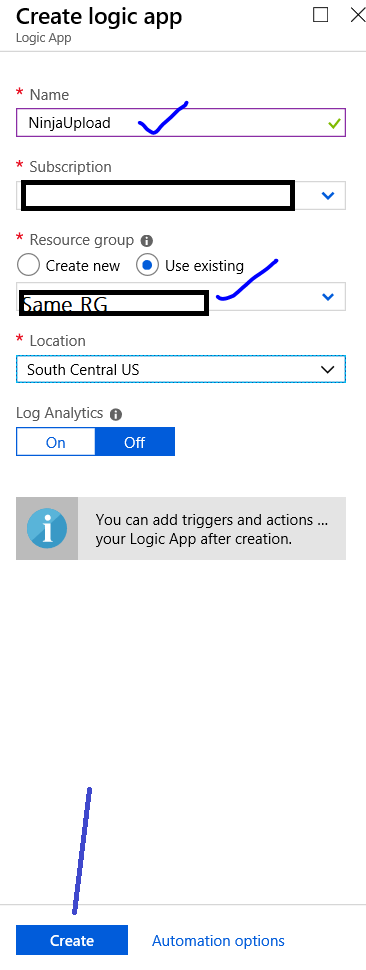 Create logic app
Logic App
* Name
NinjaUpload
* Subscription
* Resource group
Create new Use existing
Same RG
* Location
South Central US
Log Analytics
On Off
You can add triggers and actions ...
your Logic App after creation.
Create Automation options